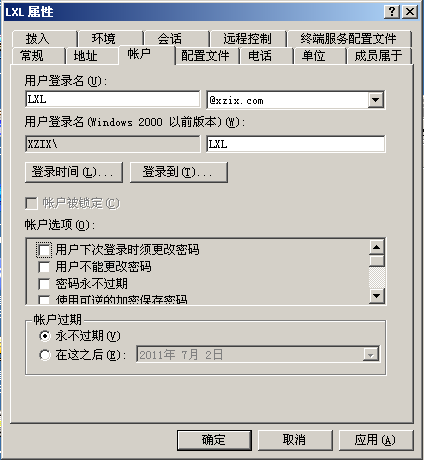 LXL 属性
拨入 环境 会话 远程控制 终端服务配置文件
常规 地址 帐户 配置文件 电话 单位 成员属于
用户登录名(U):
LXL @xzix.com
用户登录名(Windows 2000 以前版本)(W):
XZIX\ LXL
登录时间(L)... 登录到(T)...
帐户被锁定(C)
帐户选项(O):
用户下次登录时须更改密码
用户不能更改密码
密码永不过期
使用可逆的加密保存密码
帐户过期
永不过期(V)
在这之后(E): 2011年 7月 2日
确定 取消 应用(A)